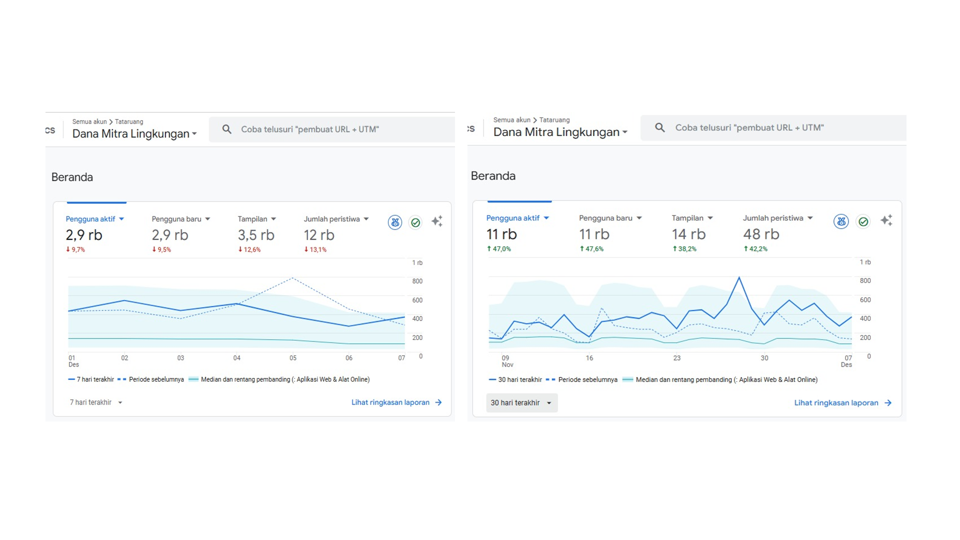 cs
Semua akun > Tataruang
Dana Mitra Lingkungan
Coba telusuri "pembuat URL + UTM"
Beranda
Pengguna aktif
Pengguna baru
Tampilan
Jumlah peristiwa
2,9 rb
2,9 rb
3,5 rb
12 rb
↓ 9,7%
↓ 9,5%
↓ 12,6%
↓ 13,1%
1 rb
800
600
400
200
0
01
Des
02
03
04
05
06
07
7 hari terakhir
Periode sebelumnya
Median dan rentang pembanding (: Aplikasi Web & Alat Online)
7 hari terakhir
Lihat ringkasan laporan
cs
Semua akun > Tataruang
Dana Mitra Lingkungan
Coba telusuri "pembuat URL + UTM"
Beranda
Pengguna aktif
Pengguna baru
Tampilan
Jumlah peristiwa
11 rb
11 rb
14 rb
48 rb
↑ 47,0%
↑ 47,6%
↑ 38,2%
↑ 42,2%
1 rb
800
600
400
200
0
09
Nov
16
23
30
07
Des
30 hari terakhir
Periode sebelumnya
Median dan rentang pembanding (: Aplikasi Web & Alat Online)
30 hari terakhir
Lihat ringkasan laporan